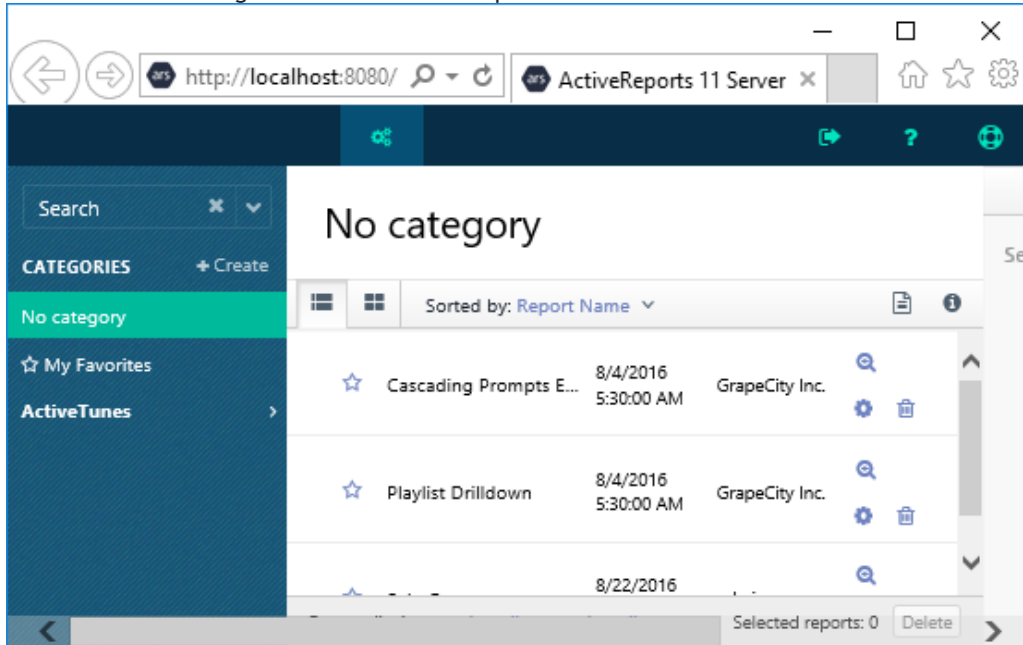 http://localhost:8080/
ars
ActiveReports 11 Server
Search
CATEGORIES
+ Create
No category
My Favorites
ActiveTunes
No category
Sorted by: Report Name
Cascading Prompts E...
8/4/2016
5:30:00 AM
GrapeCity Inc.
Playlist Drilldown
8/4/2016
5:30:00 AM
GrapeCity Inc.
8/22/2016
Selected reports: 0
Delete
Se